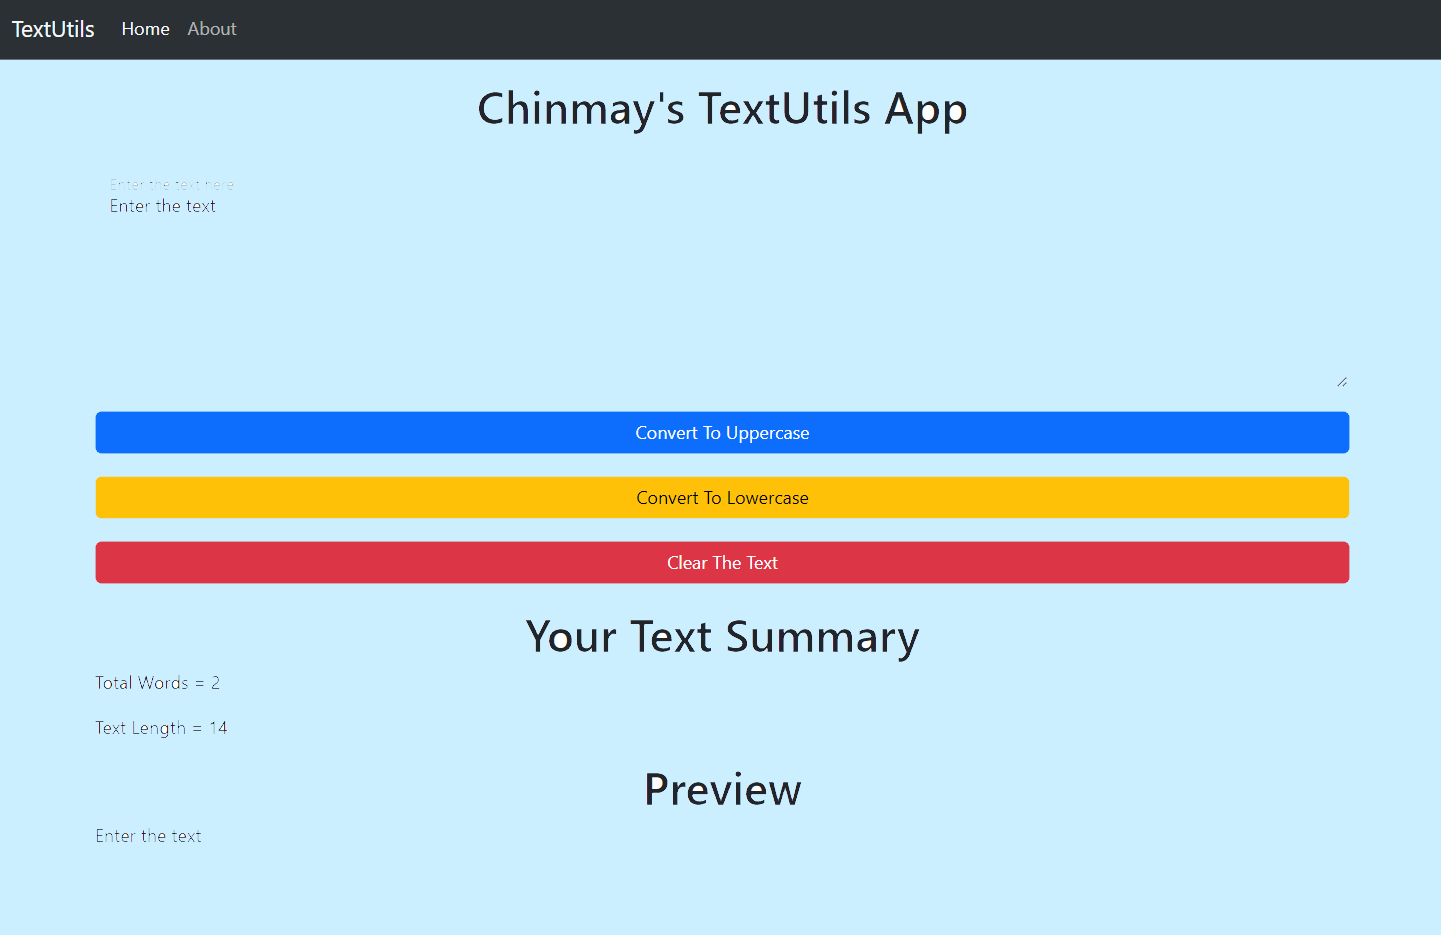 TextUtils Home About
Chinmay's TextUtils App
Enter the text here
Enter the text
Convert To Uppercase
Convert To Lowercase
Clear The Text
Your Text Summary
Total Words = 2
Text Length = 14
Preview
Enter the text